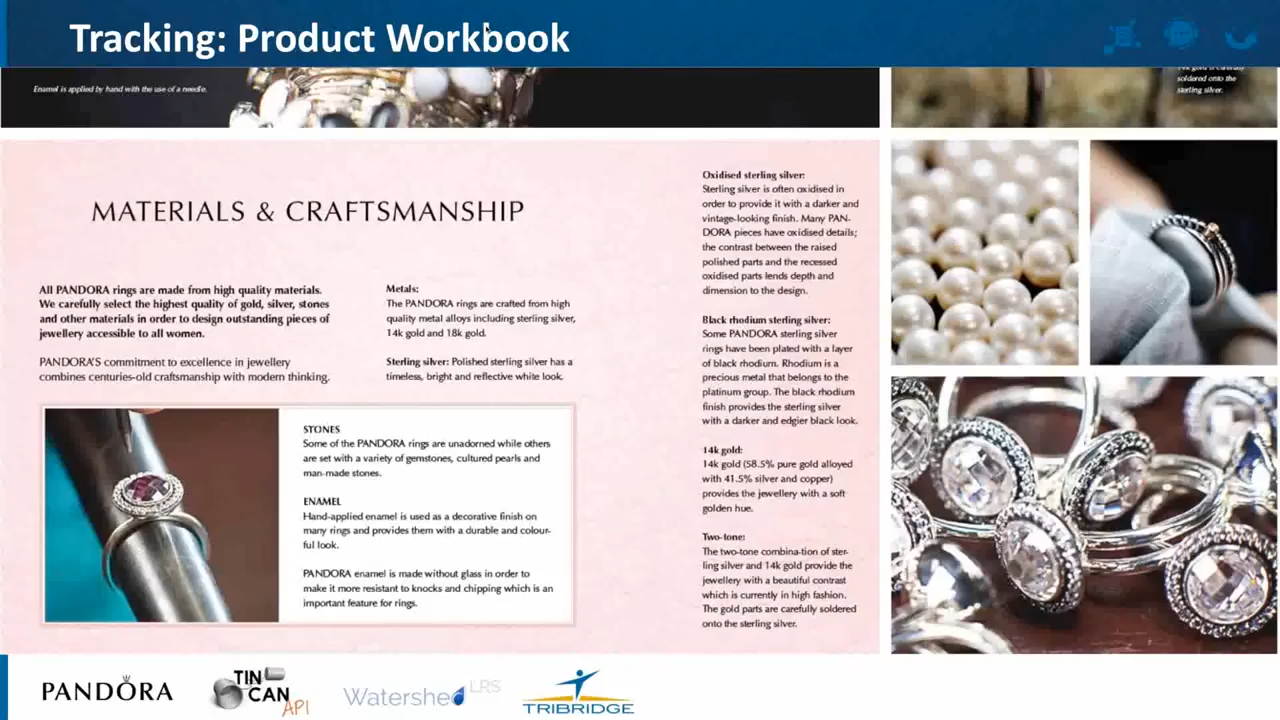 Tracking: Product Workbook
Enamel is applied by hand with the use of a needle.
14k gold is carefully
soldered onto the
sterling silver.
MATERIALS & CRAFTSMANSHIP
All PANDORA rings are made from high quality materials.
We carefully select the highest quality of gold, silver, stones
and other materials in order to design outstanding pieces of
jewellery accessible to all women.
PANDORA'S commitment to excellence in jewellery
combines centuries-old craftsmanship with modern thinking.
Metals:
The PANDORA rings are crafted from high
quality metal alloys including sterling silver,
14k gold and 18k gold.
Sterling silver: Polished sterling silver has a
timeless, bright and reflective white look.
STONES
Some of the PANDORA rings are unadorned while others
are set with a variety of gemstones, cultured pearls and
man-made stones.
ENAMEL
Hand-applied enamel is used as a decorative finish on
many rings and provides them with a durable and colour-
ful look.
PANDORA enamel is made without glass in order to
make it more resistant to knocks and chipping which is an
important feature for rings.
Oxidised sterling silver:
Sterling silver is often oxidised in
order to provide it with a darker and
vintage-looking finish. Many PAN-
DORA pieces have oxidised details;
the contrast between the raised
polished parts and the recessed
oxidised parts lends depth and
dimension to the design.
Black rhodium sterling silver:
Some PANDORA sterling silver
rings have been plated with a layer
of black rhodium. Rhodium is a
precious metal that belongs to the
platinum group. The black rhodium
finish provides the sterling silver
with a darker and edgier black look.
14k gold:
14k gold (58.5% pure gold alloyed
with 41.5% silver and copper)
provides the jewellery with a soft
golden hue.
Two-tone:
The two-tone combina-tion of ster-
ling silver and 14k gold provide the
jewellery with a beautiful contrast
which is currently in high fashion.
The gold parts are carefully soldered
onto the sterling silver.
PANDORA
TIN
CAN
API
Watershed LRS
TRIBRIDGE